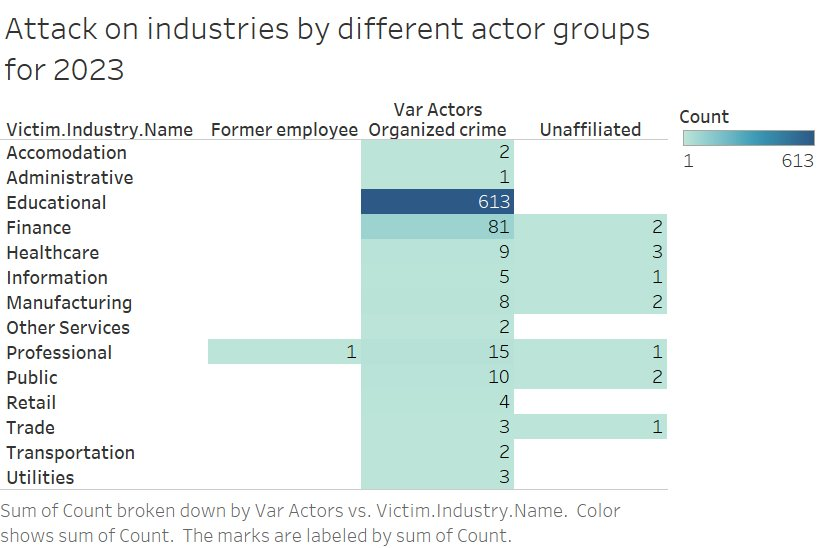 Attack on industries by different actor groups
for 2023
Var Actors
Victim.Industry.Name Former employee Organized crime Unaffiliated
Accomodation 2
Administrative 1
Educational 613
Finance 81 2
Healthcare 9 3
Information 5 1
Manufacturing 8 2
Other Services 2
Professional 1 15 1
Public 10 2
Retail 4
Trade 3 1
Transportation 2
Utilities 3
Count
1 613
Sum of Count broken down by Var Actors vs. Victim.Industry.Name.  Color
shows sum of Count.  The marks are labeled by sum of Count.